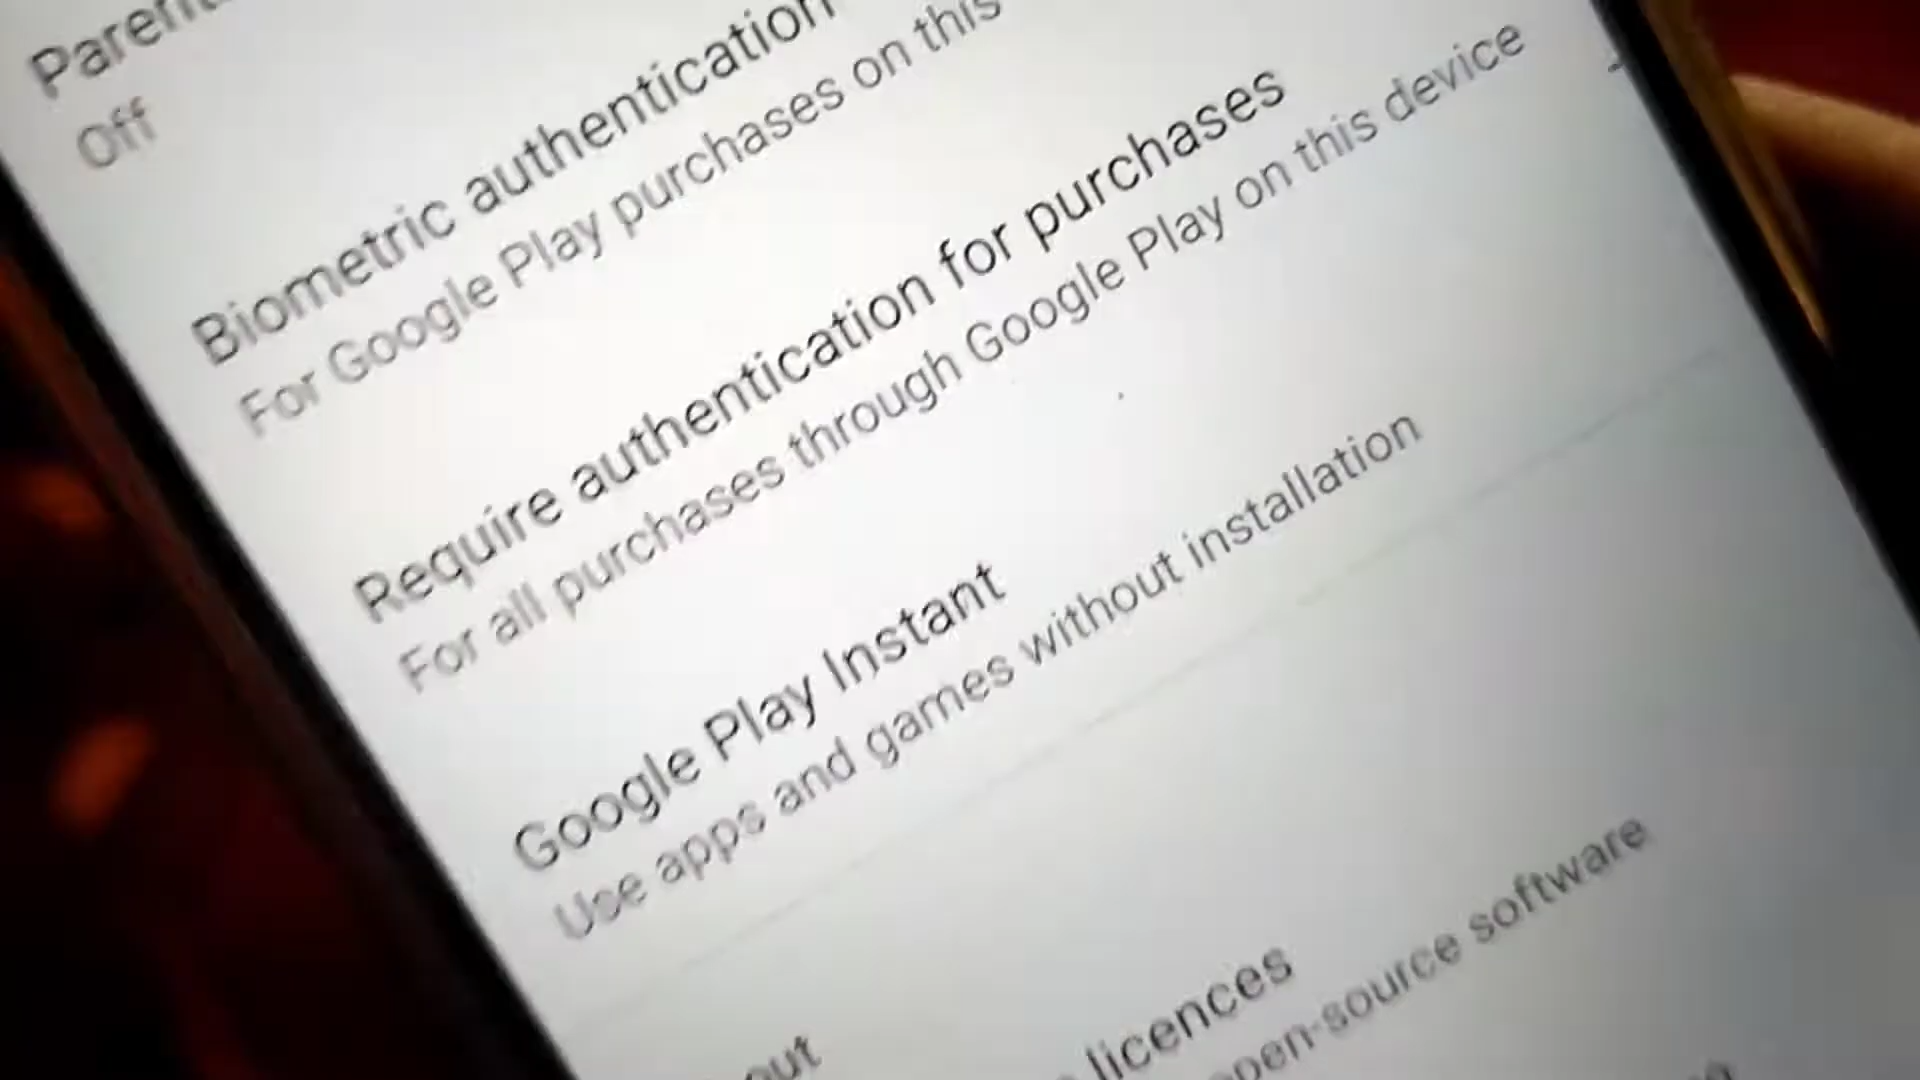 Off
Biometric authentication
For Google Play purchases on this
Require authentication for purchases
For all purchases through Google Play on this device
Google Play Instant
Use apps and games without installation
licences
open-source software